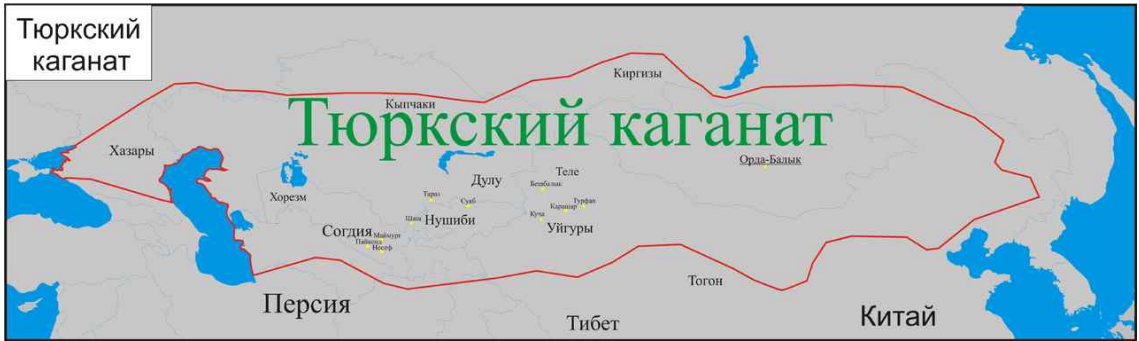 Тюркский
каганат
Киргизы
Кыпчаки
Тюркский каганат
Хазары
Орда-Балык
Теле
Дулу
Бешбалык
Хорезм
Тараз
Суяб
Турфан
Карашар
Куча
Шаш
Нушиби
Уйгуры
Согдия
Маймург
Пайкенд
Несеф
Тогон
Персия
Тибет
Китай